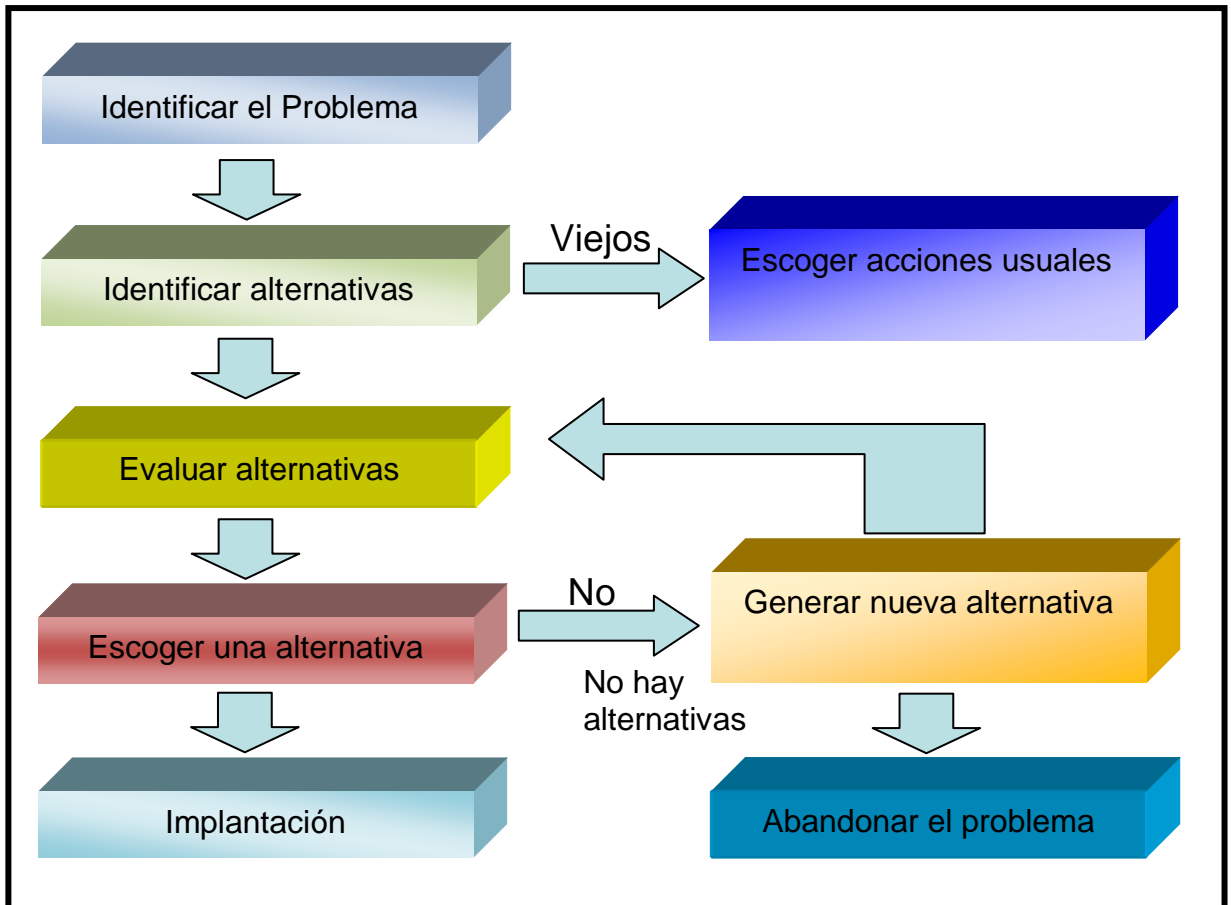 Identificar el Problema
Identificar alternativas
Viejos
Escoger acciones usuales
Evaluar alternativas
Escoger una alternativa
No
No hay
alternativas
Generar nueva alternativa
Implantación
Abandonar el problema